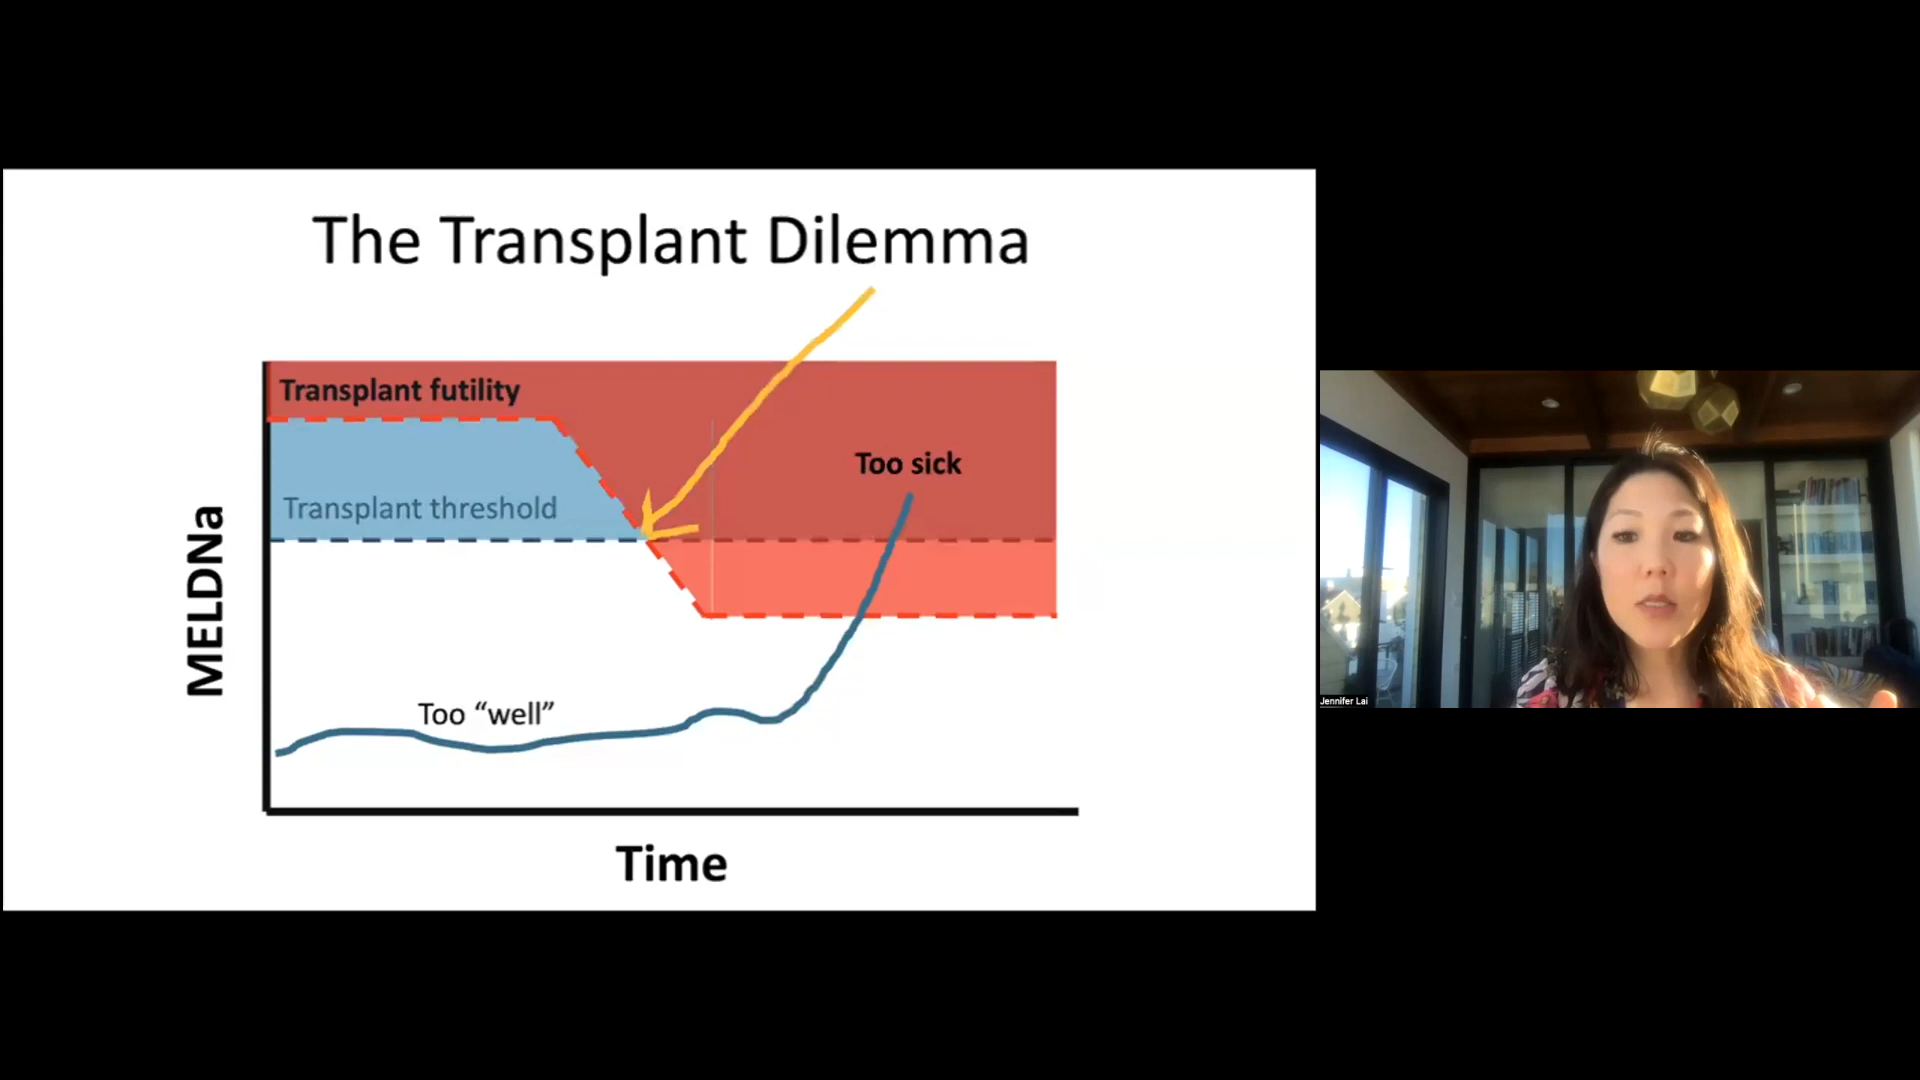 The Transplant Dilemma
Transplant futility
Too sick
Transplant threshold
MELDNa
Too “well”
Time
Jennifer Lai